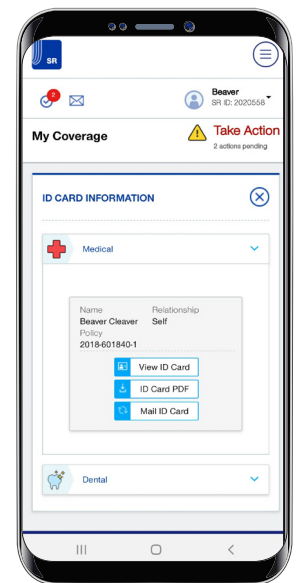 SR
2
Beaver
SR ID: 2020558
My Coverage
Take Action
2 actions pending
ID CARD INFORMATION
Medical
Name Relationship
Beaver Cleaver Self
Policy
2018-601840-1
View ID Card
ID Card PDF
Mail ID Card
Dental